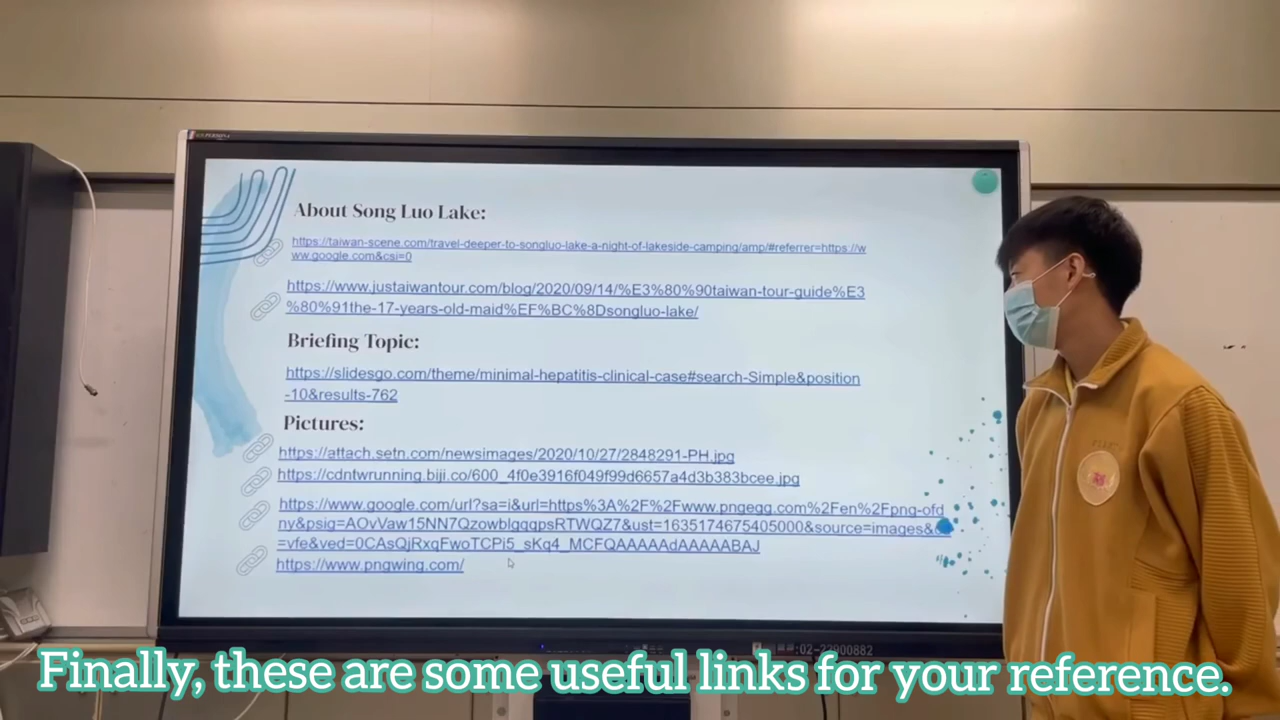 About Song Luo Lake:
https://taiwan-scene.com/travel-deeper-to-songluo-lake-a-night-of-lakeside-camping/amp/#referrer=https://w
ww.google.com&csi=0
https://www.justaiwantour.com/blog/2020/09/14/%E3%80%90taiwan-tour-guide%E3
%80%91the-17-years-old-maid%EF%BC%8Dsongluo-lake/
Briefing Topic:
https://slidesgo.com/theme/minimal-hepatitis-clinical-case#search-Simple&position
-10&results-762
Pictures:
https://attach.setn.com/newsimages/2020/10/27/2848291-PH.jpg
https://cdntwrunning.biji.co/600_4f0e3916f049f99d6657a4d3b383bcee.jpg
https://www.google.com/url?sa=i&url=https%3A%2F%2Fwww.pngegg.com%2Fen%2Fpng-ofd
ny&psig=AOvVaw15NN7QzowblgqqpsRTWQZ7&ust=1635174675405000&source=images&
=vfe&ved=0CAsQjRxqFwoTCPi5_sKq4_MCFQAAAAAdAAAAABAJ
https://www.pngwing.com/
:02-22900882
Finally, these are some useful links for your reference.